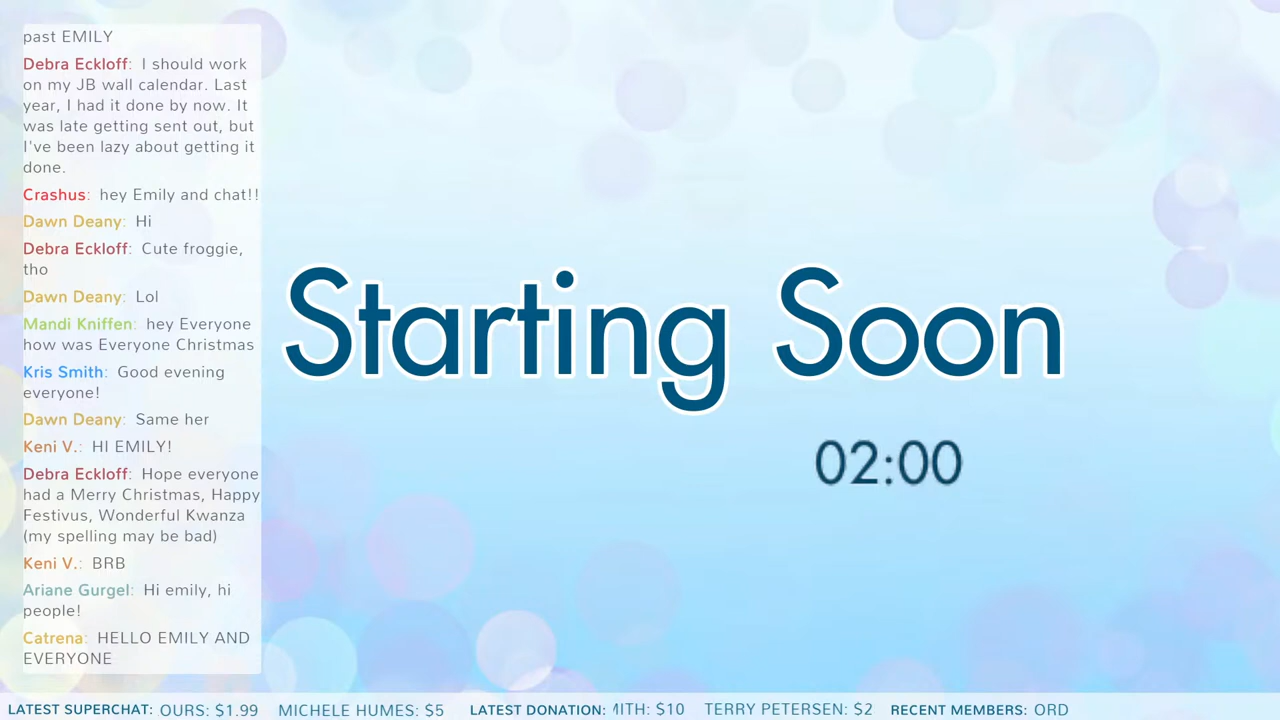 past EMILY
Debra Eckloff: I should work
on my JB wall calendar. Last
year, I had it done by now. It
was late getting sent out, but
I've been lazy about getting it
done.
Crashus: hey Emily and chat!!
Dawn Deany: Hi
Debra Eckloff: Cute froggie,
tho
Dawn Deany: Lol
Mandi Kniffen: hey Everyone
how was Everyone Christmas
Kris Smith: Good evening
everyone!
Dawn Deany: Same her
Keni V.: HI EMILY!
Debra Eckloff: Hope everyone
had a Merry Christmas, Happy
Festivus, Wonderful Kwanza
(my spelling may be bad)
Keni V.: BRB
Ariane Gurgel: Hi emily, hi
people!
Catrena: HELLO EMILY AND
EVERYONE
Starting Soon
02:00
LATEST SUPERCHAT: OURS: $1.99 MICHELE HUMES: $5 LATEST DONATION: MITH: $10 TERRY PETERSEN: $2 RECENT MEMBERS: ORD